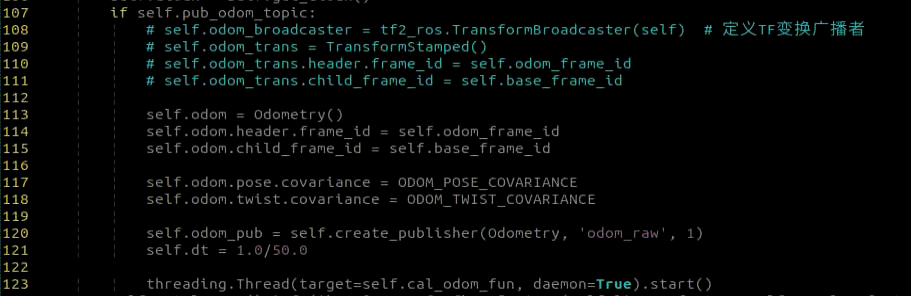 107 if self.pub_odom_topic:
108 # self.odom_broadcaster = tf2_ros.TransformBroadcaster(self) # 定义TF变换广播者
109 # self.odom_trans = TransformStamped()
110 # self.odom_trans.header.frame_id = self.odom_frame_id
111 # self.odom_trans.child_frame_id = self.base_frame_id
112
113 self.odom = Odometry()
114 self.odom.header.frame_id = self.odom_frame_id
115 self.odom.child_frame_id = self.base_frame_id
116
117 self.odom.pose.covariance = ODOM_POSE_COVARIANCE
118 self.odom.twist.covariance = ODOM_TWIST_COVARIANCE
119
120 self.odom_pub = self.create_publisher(Odometry, 'odom_raw', 1)
121 self.dt = 1.0/50.0
122
123 threading.Thread(target=self.cal_odom_fun, daemon=True).start()